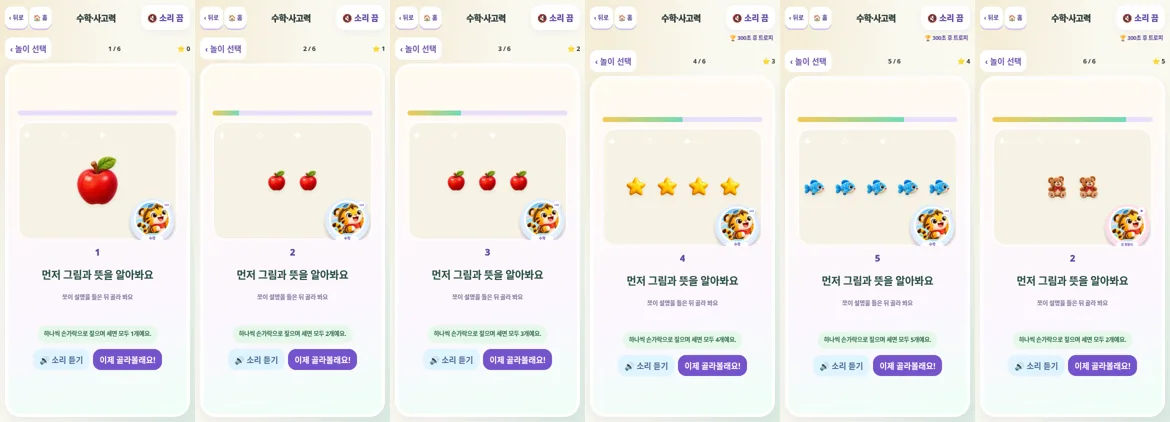 ‹ 뒤로 🏠 홈 수학·사고력 🔇 소리 끔
‹ 놀이 선택 1 / 6 ⭐ 0
수학
1
먼저 그림과 뜻을 알아봐요
쪼이 설명을 들은 뒤 골라 봐요
하나씩 손가락으로 짚으며 세면 모두 1개예요.
🔊 소리 듣기 이제 골라볼래요!
‹ 뒤로 🏠 홈 수학·사고력 🔇 소리 끔
‹ 놀이 선택 2 / 6 ⭐ 1
수학
2
먼저 그림과 뜻을 알아봐요
쪼이 설명을 들은 뒤 골라 봐요
하나씩 손가락으로 짚으며 세면 모두 2개예요.
🔊 소리 듣기 이제 골라볼래요!
‹ 뒤로 🏠 홈 수학·사고력 🔇 소리 끔
‹ 놀이 선택 3 / 6 ⭐ 2
수학
3
먼저 그림과 뜻을 알아봐요
쪼이 설명을 들은 뒤 골라 봐요
하나씩 손가락으로 짚으며 세면 모두 3개예요.
🔊 소리 듣기 이제 골라볼래요!
‹ 뒤로 🏠 홈 수학·사고력 🔇 소리 끔
🏆 300초 후 트로피
‹ 놀이 선택 4 / 6 ⭐ 3
수학
4
먼저 그림과 뜻을 알아봐요
쪼이 설명을 들은 뒤 골라 봐요
하나씩 손가락으로 짚으며 세면 모두 4개예요.
🔊 소리 듣기 이제 골라볼래요!
‹ 뒤로 🏠 홈 수학·사고력 🔇 소리 끔
🏆 300초 후 트로피
‹ 놀이 선택 5 / 6 ⭐ 4
수학
5
먼저 그림과 뜻을 알아봐요
쪼이 설명을 들은 뒤 골라 봐요
하나씩 손가락으로 짚으며 세면 모두 5개예요.
🔊 소리 듣기 이제 골라볼래요!
‹ 뒤로 🏠 홈 수학·사고력 🔇 소리 끔
🏆 300초 후 트로피
‹ 놀이 선택 6 / 6 ⭐ 5
2
먼저 그림과 뜻을 알아봐요
쪼이 설명을 들은 뒤 골라 봐요
하나씩 손가락으로 짚으며 세면 모두 2개예요.
🔊 소리 듣기 이제 골라볼래요!